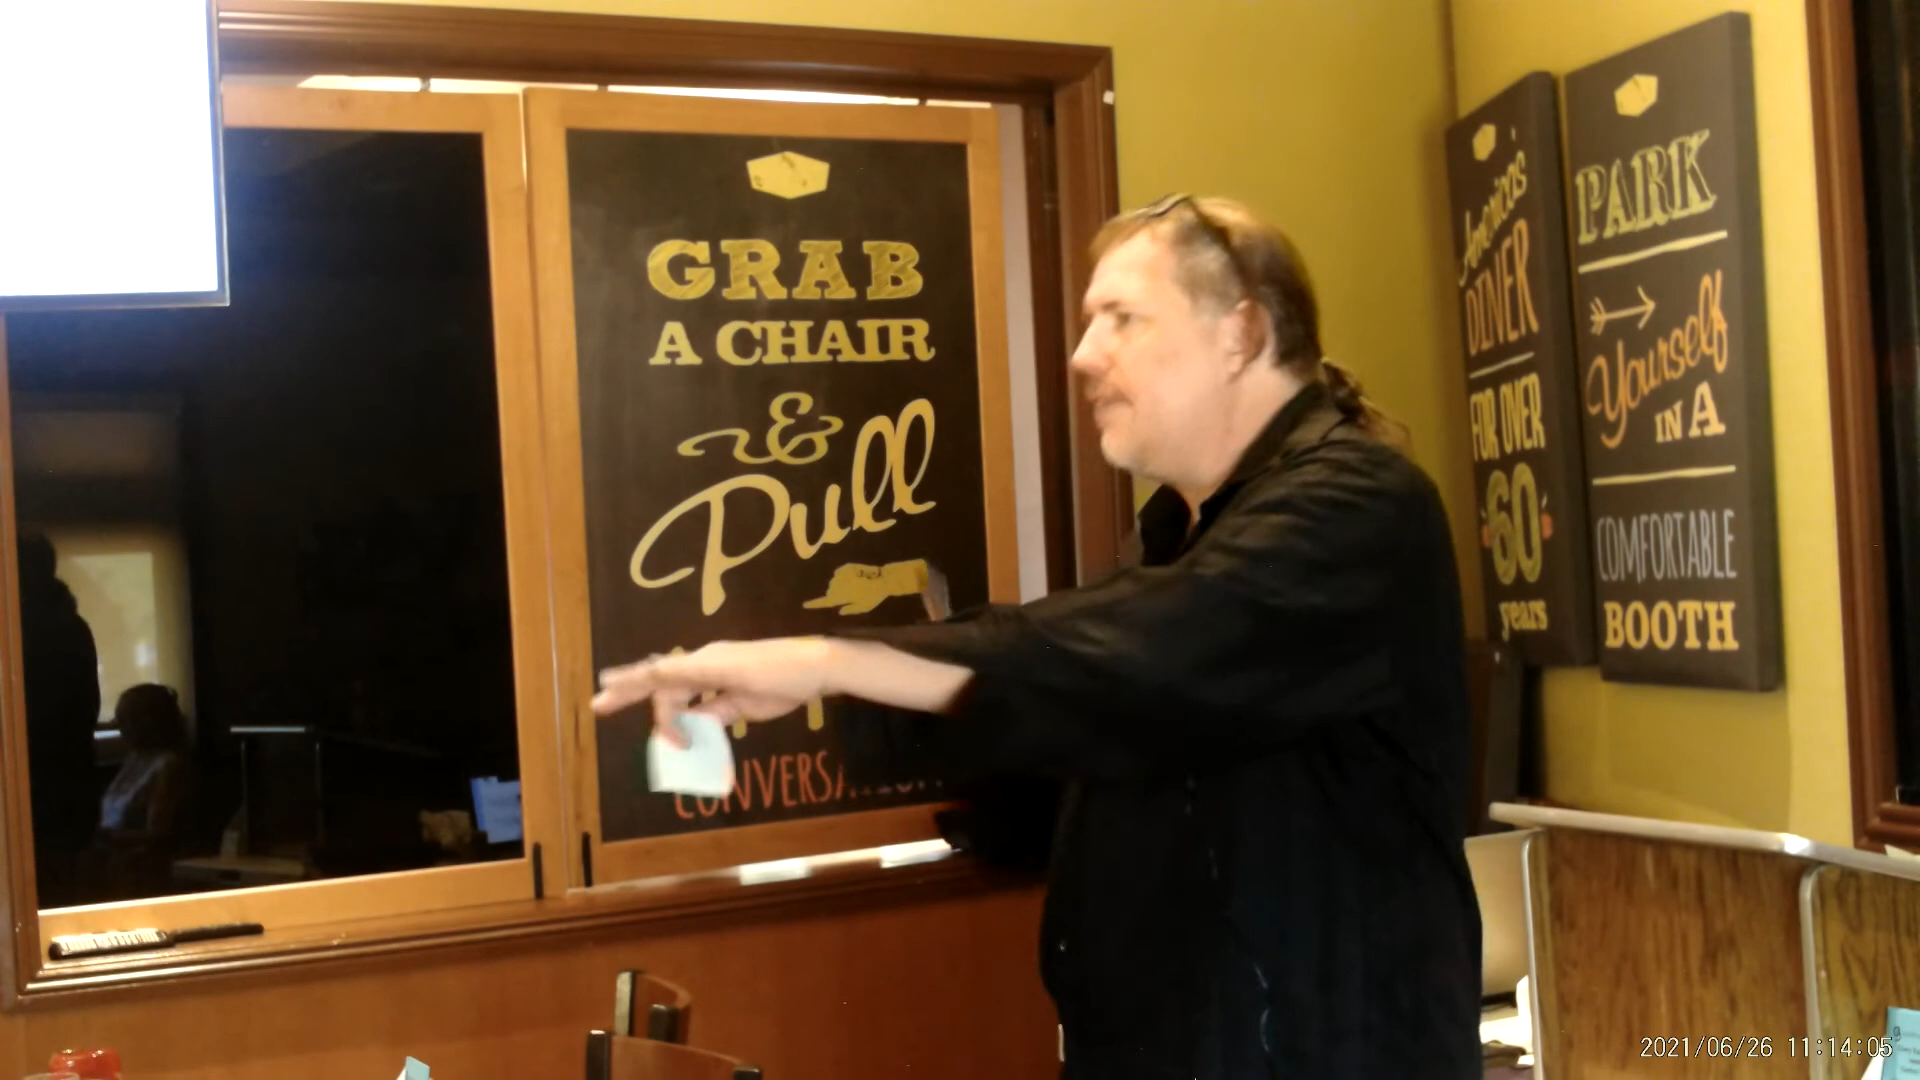 GRAB
A CHAIR
&
Pull
America's
DINER
FOR OVER
60
years
PARK
Yourself
IN A
COMFORTABLE
BOOTH
2021/06/26 11:14:05